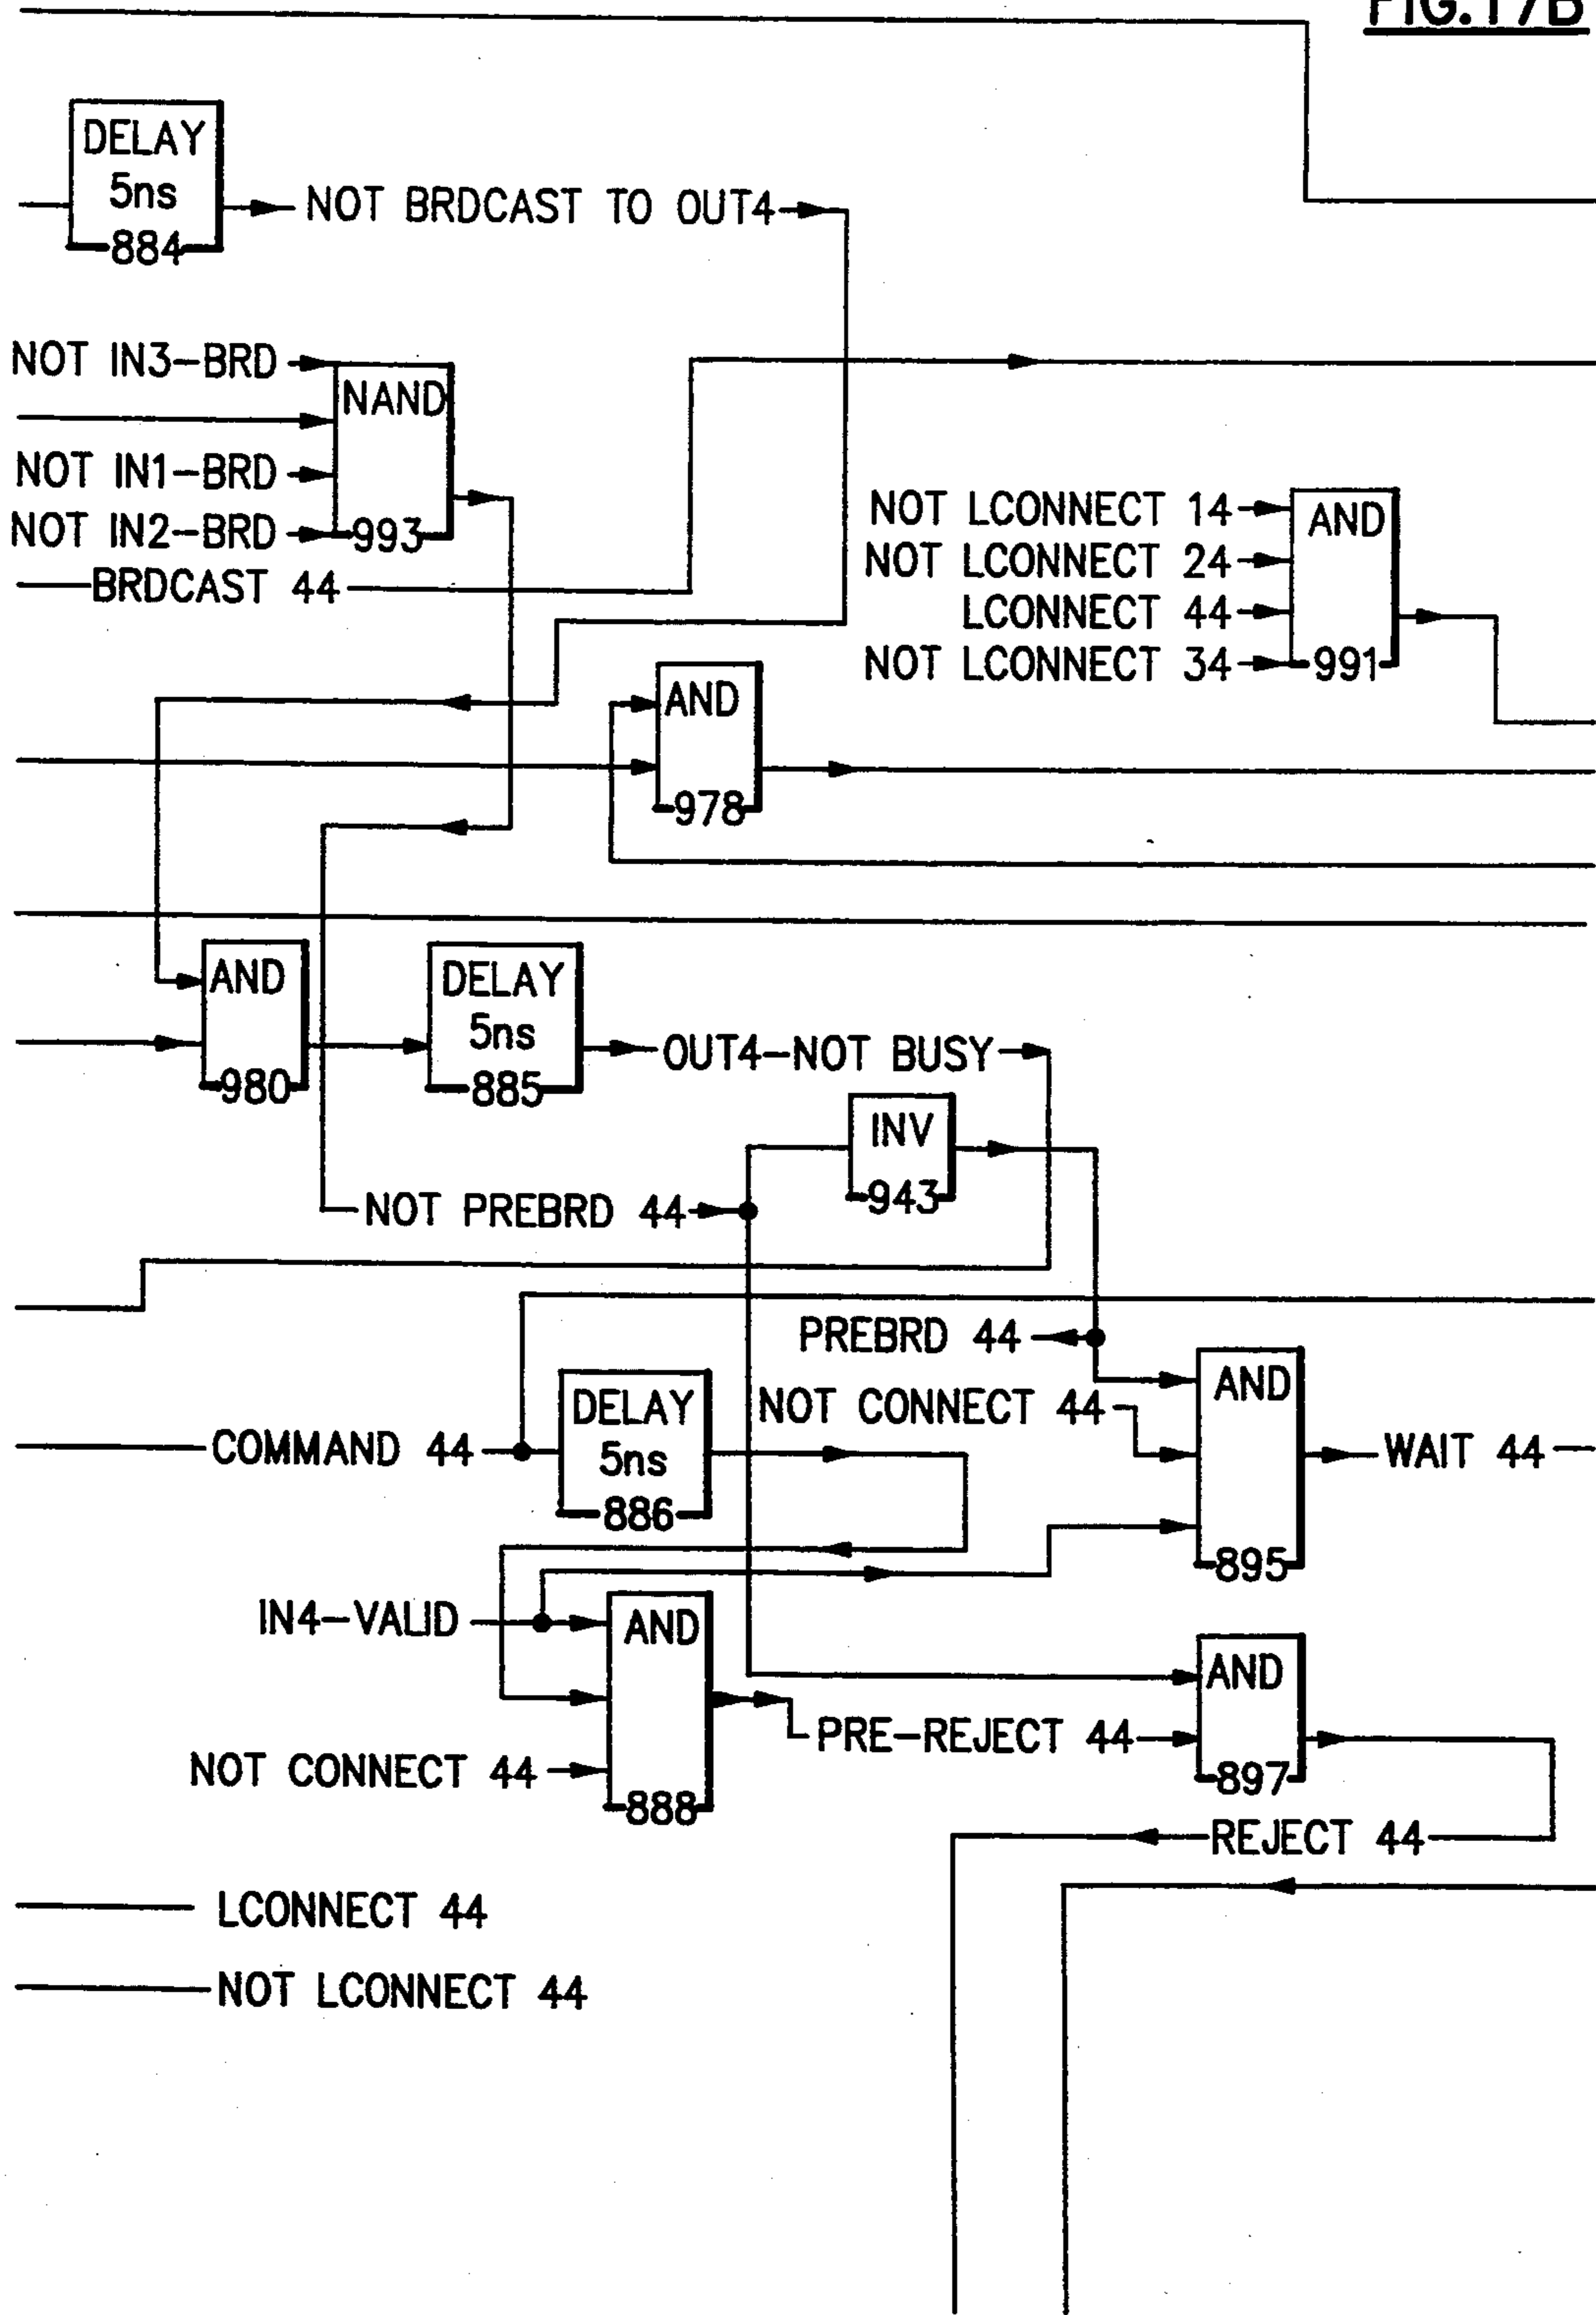 FIG.17B
DELAY
5ns
884
NOT BRDCAST TO OUT4
NOT IN3-BRD
NAND
NOT IN1-BRD
NOT IN2-BRD
993
BRDCAST 44
NOT LCONNECT 14
AND
NOT LCONNECT 24
LCONNECT 44
NOT LCONNECT 34
991
AND
978
AND
980
DELAY
5ns
885
OUT4-NOT BUSY
INV
943
NOT PREBRD 44
PREBRD 44
AND
NOT CONNECT 44
895
WAIT 44
COMMAND 44
DELAY
5ns
886
IN4-VALID
AND
NOT CONNECT 44
888
PRE-REJECT 44
AND
897
REJECT 44
LCONNECT 44
NOT LCONNECT 44